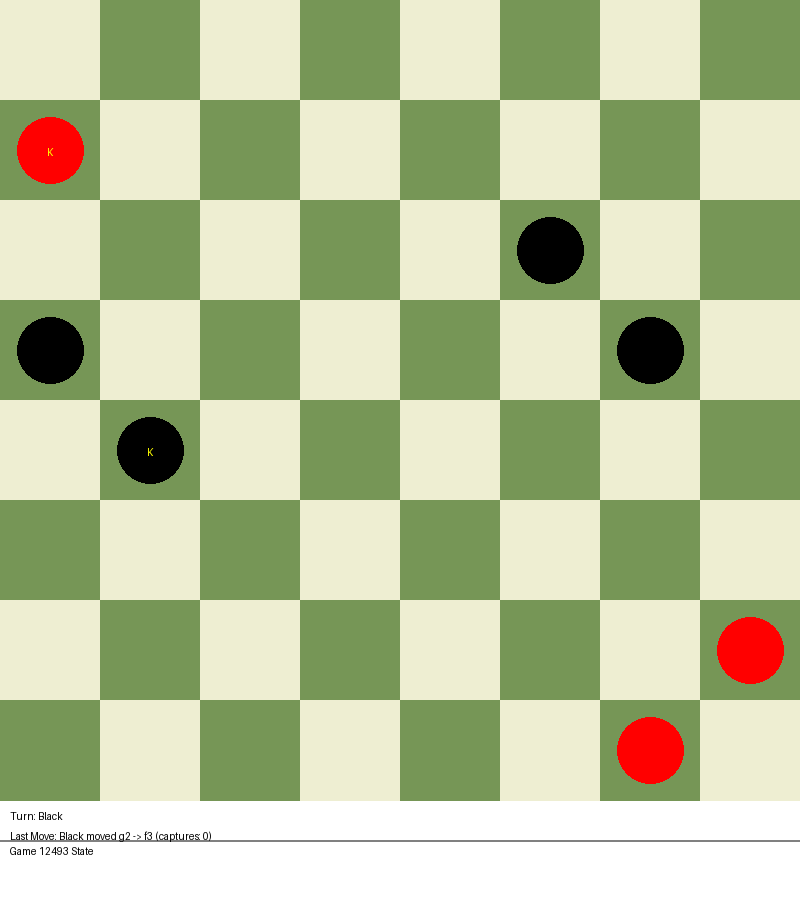 K
K
Turn: Black
Last Move: Black moved g2 -> f3 (captures: 0)
Game 12493 State